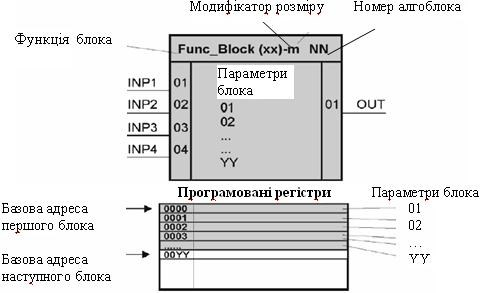 Модифікатор розміру
Функція блока
Номер алгоблока
Func_Block (xx)-m NN
Параметри
блока
INP1 01
INP2 02
INP3 03
INP4 04
01
02
...
...
YY
01 OUT
Програмовані регістри
Параметри блока
Базова адреса
першого блока
0000
0001
0002
0003
......
00YY
01
02
...
YY
Базова адреса
наступного блока